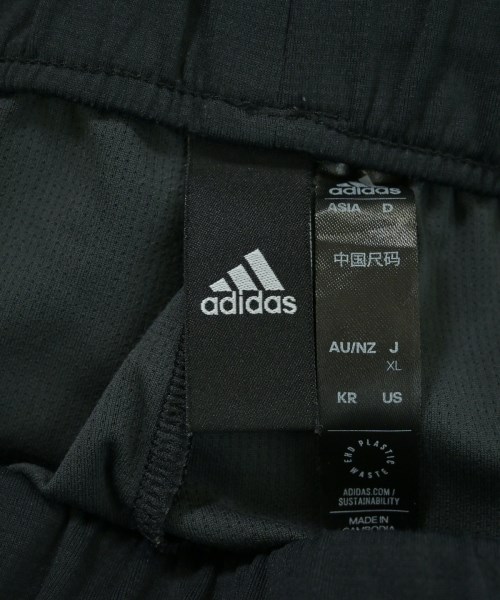 adidas
adidas
ASIA D
中国尺码
AU/NZ J
XL
KR US
END PLASTIC WASTE
ADIDAS.COM/
SUSTAINABILITY
MADE IN
CAMBODIA